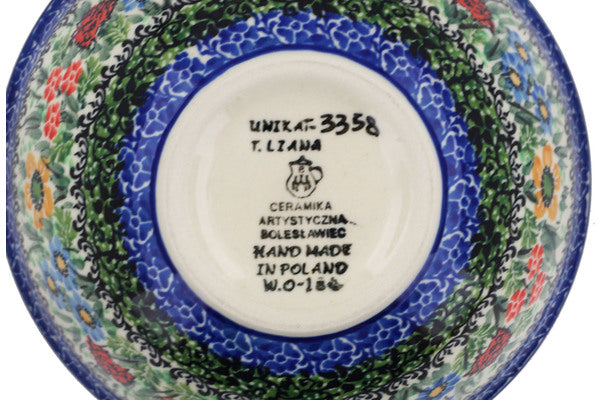 UNIKAT-3358
T. LIANA
CERAMIKA
ARTYSTYCZNA
BOLESŁAWIEC
HAND MADE
IN POLAND